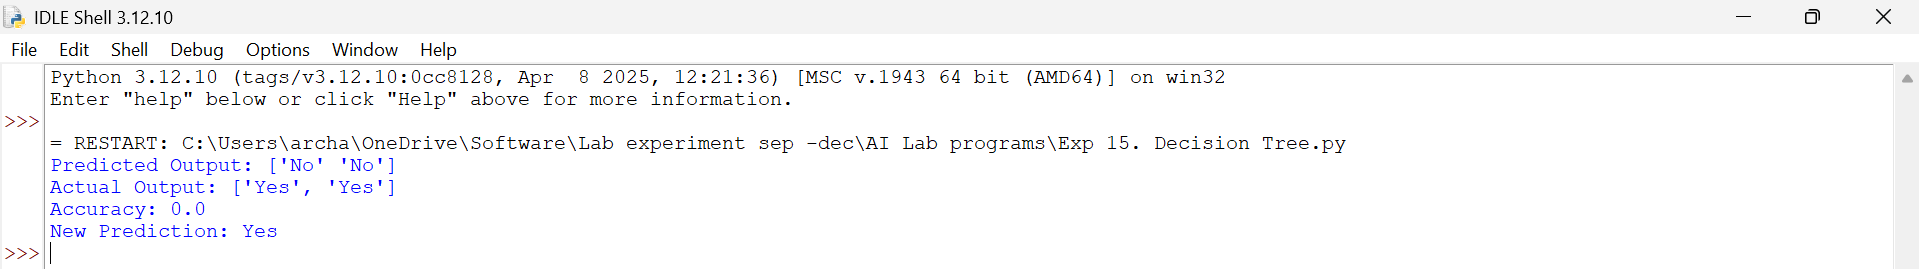 IDLE Shell 3.12.10
File Edit Shell Debug Options Window Help
Python 3.12.10 (tags/v3.12.10:0cc8128, Apr  8 2025, 12:21:36) [MSC v.1943 64 bit (AMD64)] on win32
Enter "help" below or click "Help" above for more information.
>>>
= RESTART: C:\Users\archa\OneDrive\Software\Lab experiment sep -dec\AI Lab programs\Exp 15. Decision Tree.py
Predicted Output: ['No' 'No']
Actual Output: ['Yes', 'Yes']
Accuracy: 0.0
New Prediction: Yes
>>>